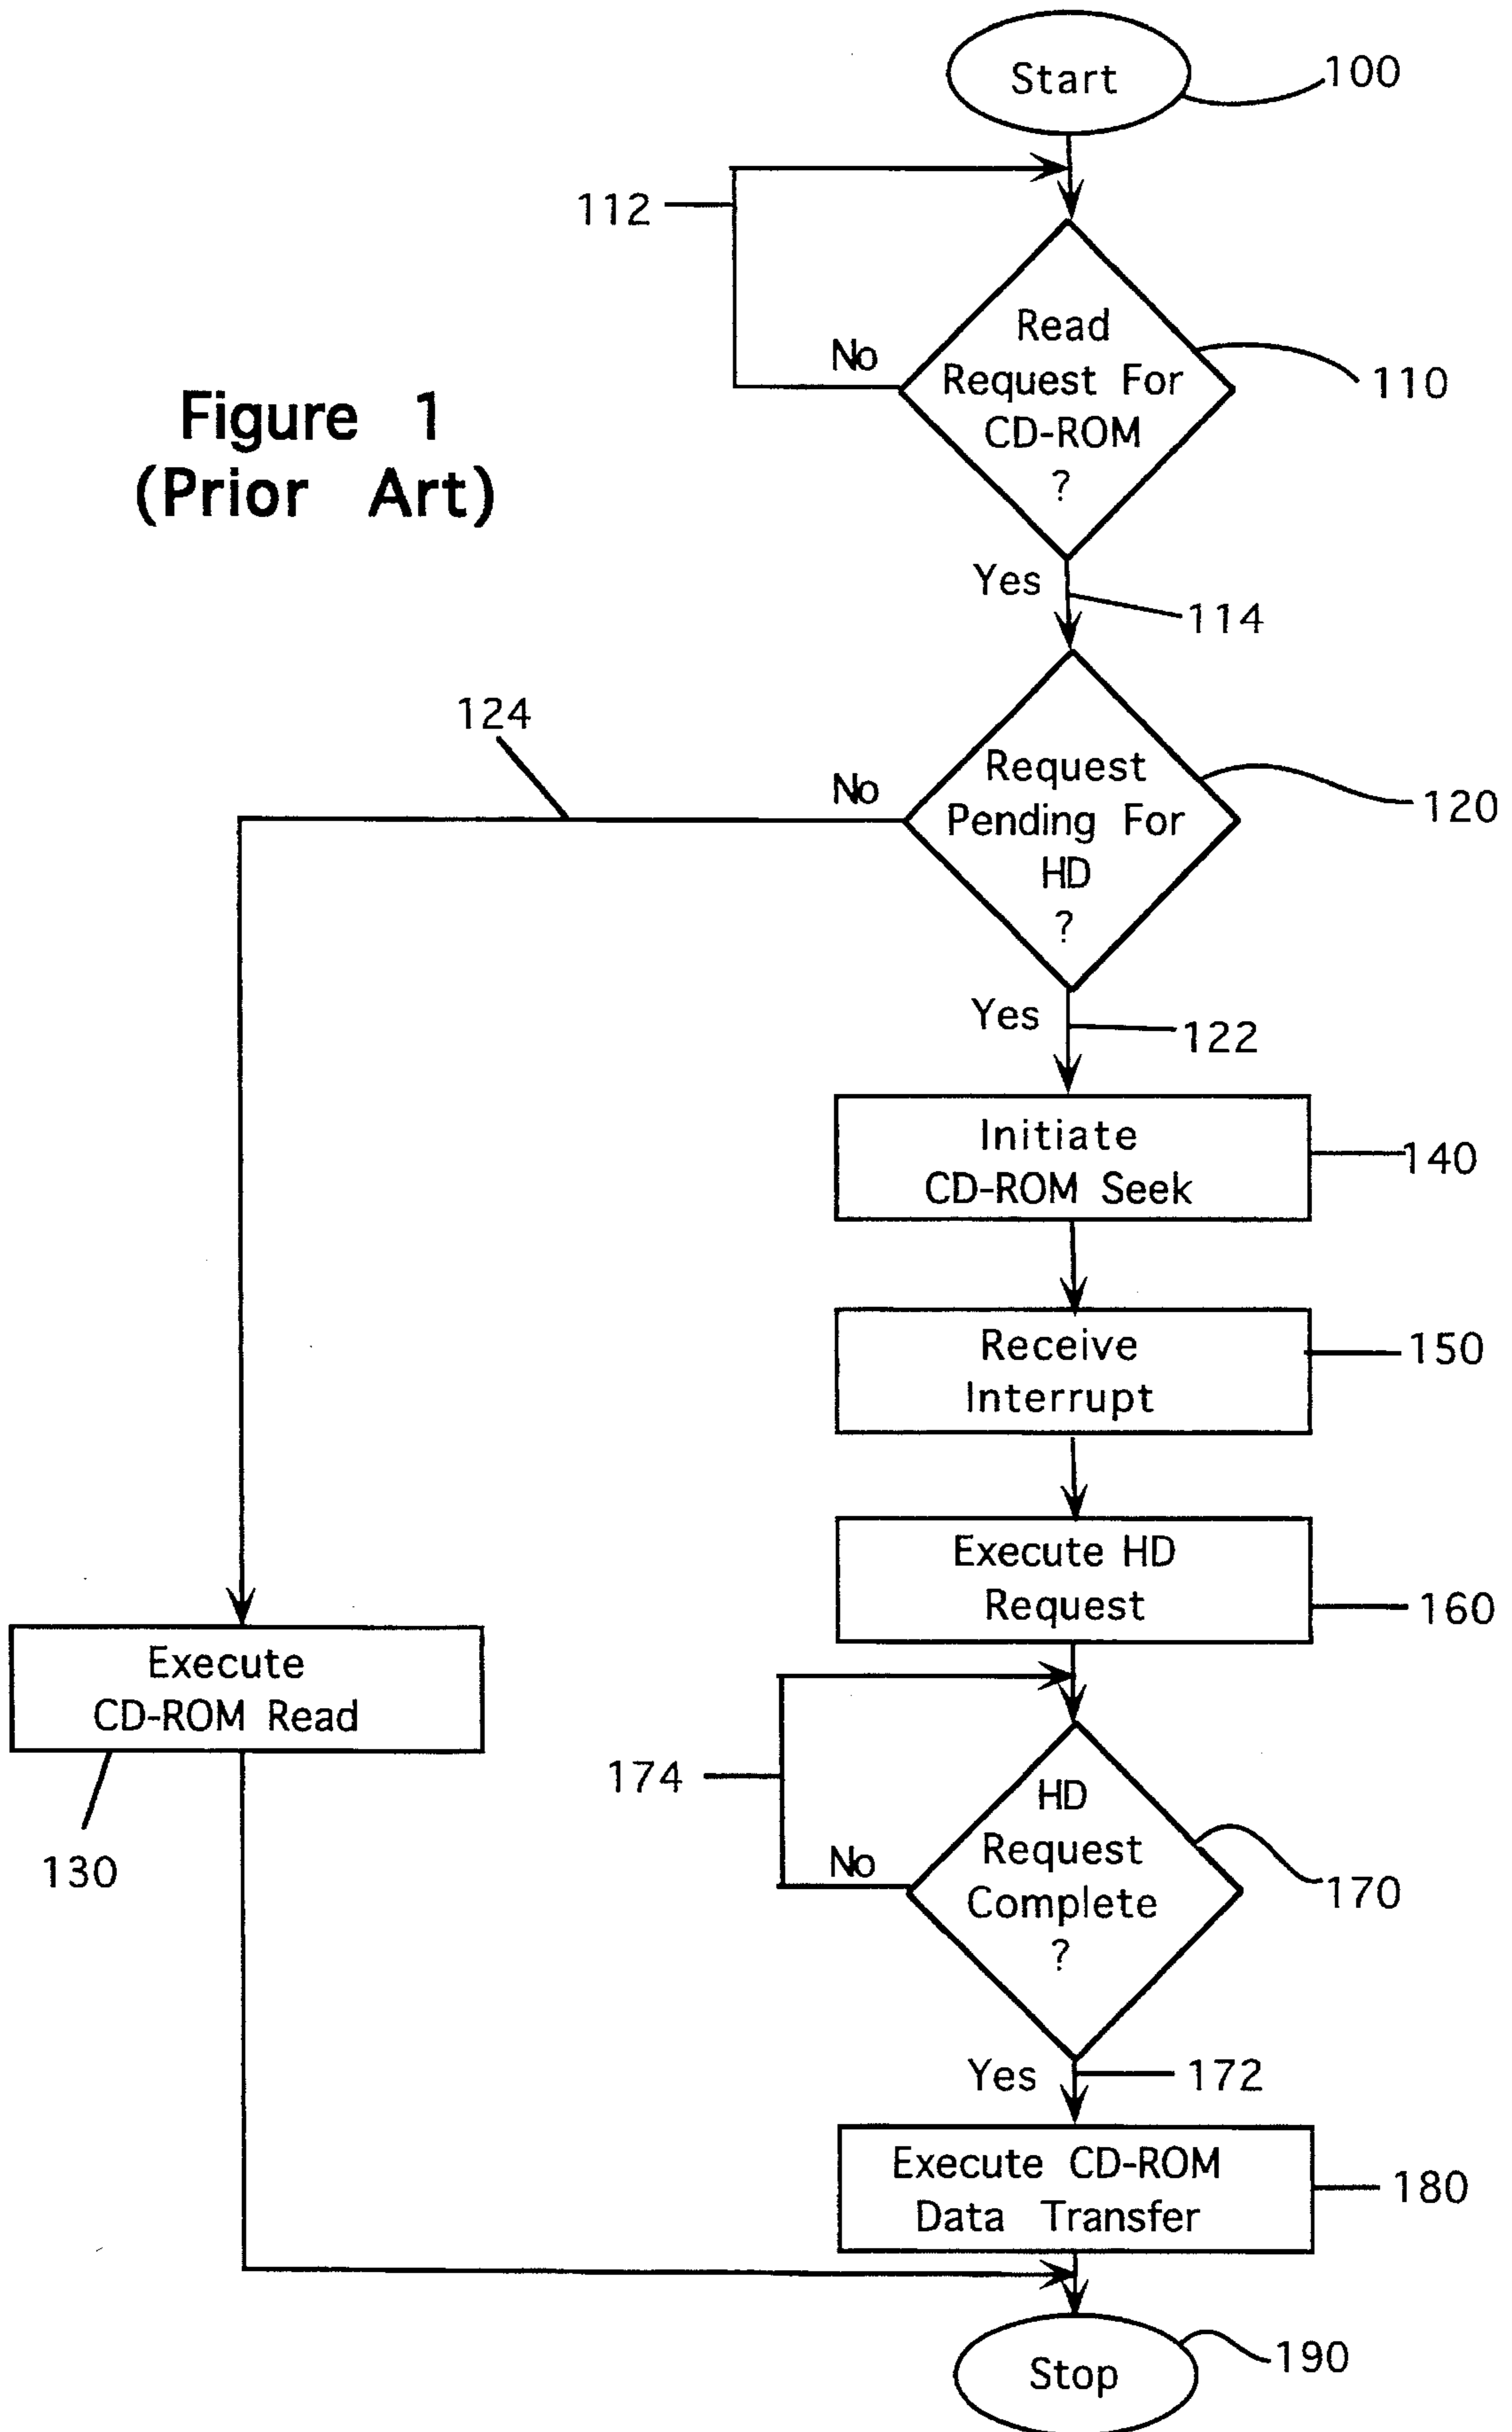 Start
100
112
Read
Request For
CD-ROM
?
No
110
Figure 1
(Prior Art)
Yes
114
124
Request
Pending For
HD
?
No
120
Yes
122
Initiate
CD-ROM Seek
140
Receive
Interrupt
150
Execute HD
Request
160
Execute
CD-ROM Read
130
174
HD
Request
Complete
?
No
170
Yes
172
Execute CD-ROM
Data Transfer
180
Stop
190